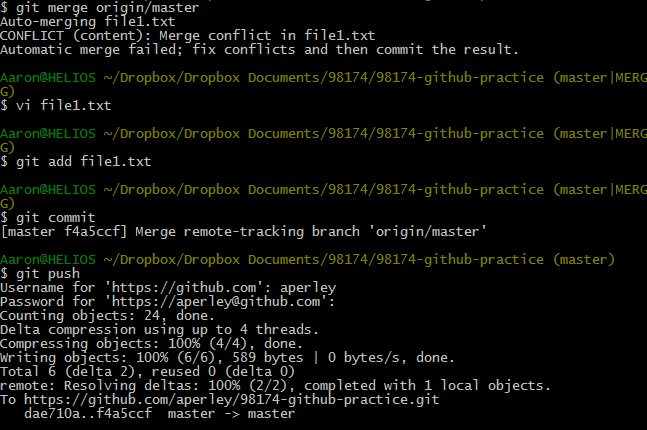 $ git merge origin/master
Auto-merging file1.txt
CONFLICT (content): Merge conflict in file1.txt
Automatic merge failed; fix conflicts and then commit the result.
Aaron@HELIOS ~/Dropbox/Dropbox Documents/98174/98174-github-practice (master|MERG
G)
$ vi file1.txt
Aaron@HELIOS ~/Dropbox/Dropbox Documents/98174/98174-github-practice (master|MERG
G)
$ git add file1.txt
Aaron@HELIOS ~/Dropbox/Dropbox Documents/98174/98174-github-practice (master|MERG
G)
$ git commit
[master f4a5ccf] Merge remote-tracking branch 'origin/master'
Aaron@HELIOS ~/Dropbox/Dropbox Documents/98174/98174-github-practice (master)
$ git push
Username for 'https://github.com': aperley
Password for 'https://aperley@github.com':
Counting objects: 24, done.
Delta compression using up to 4 threads.
Compressing objects: 100% (4/4), done.
Writing objects: 100% (6/6), 589 bytes | 0 bytes/s, done.
Total 6 (delta 2), reused 0 (delta 0)
remote: Resolving deltas: 100% (2/2), completed with 1 local objects.
To https://github.com/aperley/98174-github-practice.git
   dae710a..f4a5ccf  master -> master